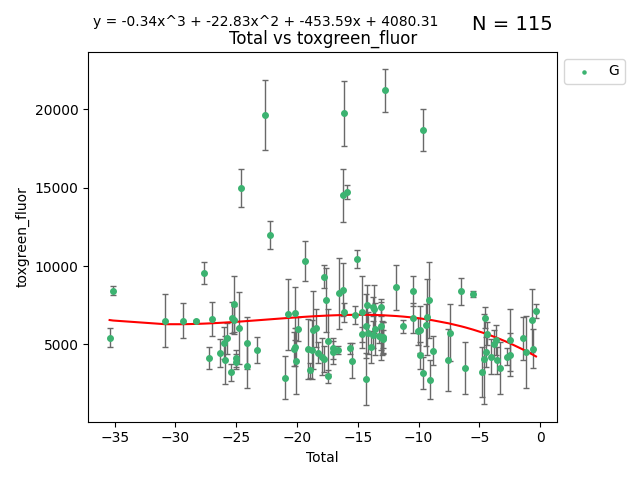 y = -0.34x^3 + -22.83x^2 + -453.59x + 4080.31
N = 115
Total vs toxgreen_fluor
G
toxgreen_fluor
20000
15000
10000
5000
−35
−30
−25
−20
−15
−10
−5
0
Total